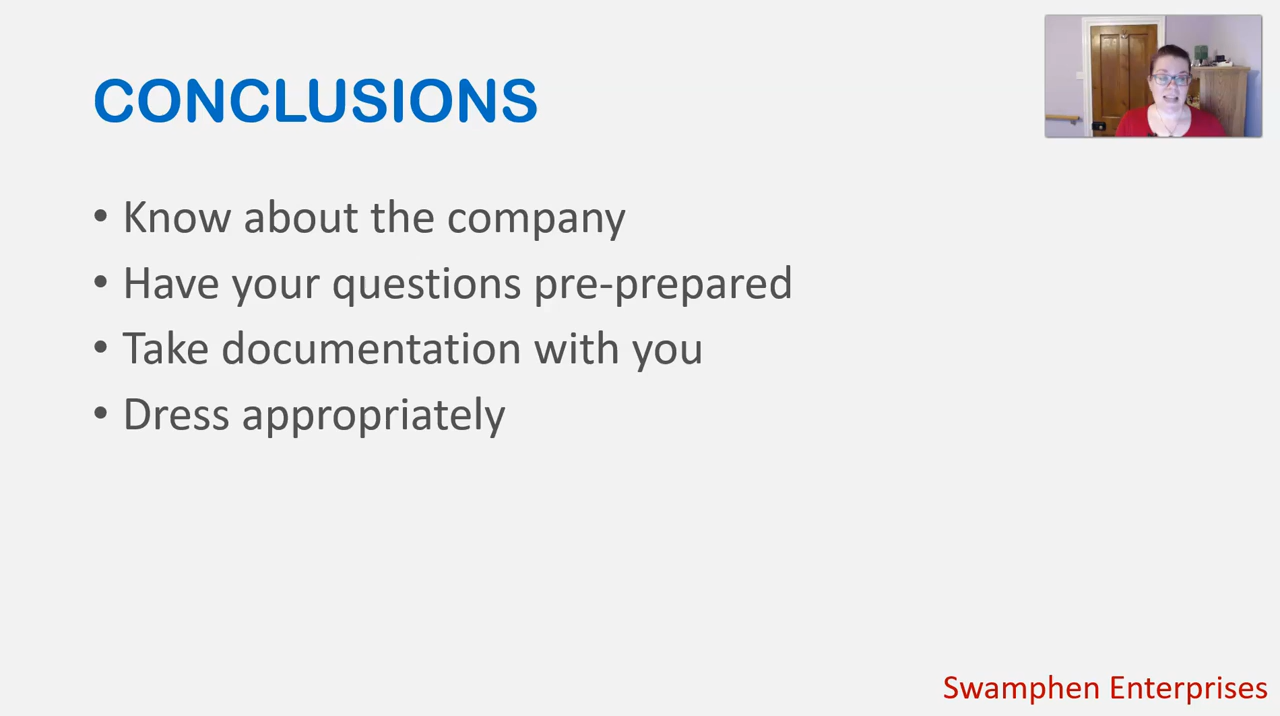 CONCLUSIONS
• Know about the company
• Have your questions pre-prepared
• Take documentation with you
• Dress appropriately
Swamphen Enterprises